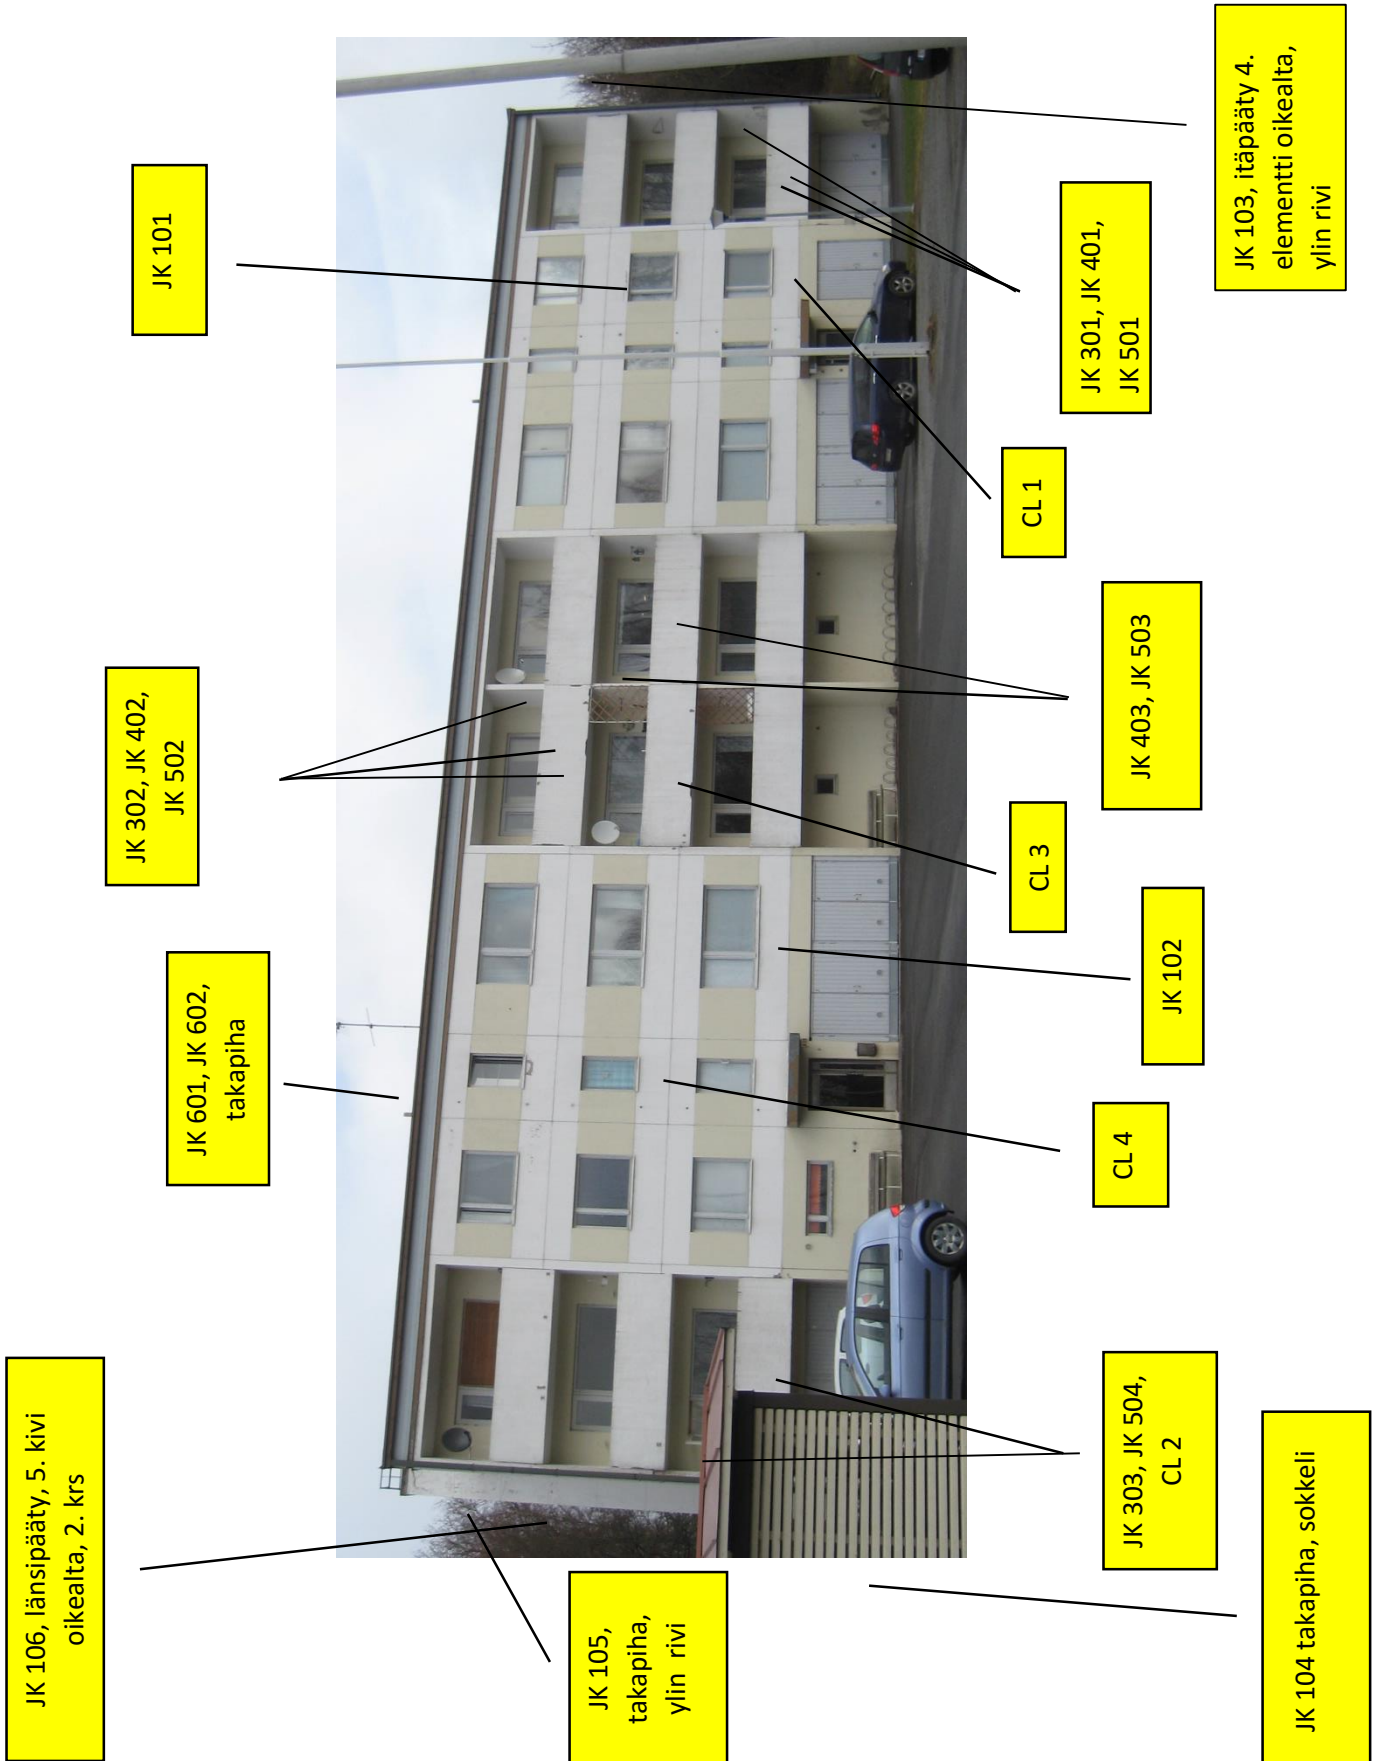 JK 106, länsipääty, 5. kivi
oikealta, 2. krs
JK 601, JK 602,
takapiha
JK 302, JK 402,
JK 502
JK 101
JK 105,
takapiha,
ylin rivi
JK 104 takapiha, sokkeli
JK 303, JK 504,
CL 2
CL 4
JK 102
CL 3
JK 403, JK 503
CL 1
JK 301, JK 401,
JK 501
JK 103, itäpääty 4.
elementti oikealta,
ylin rivi